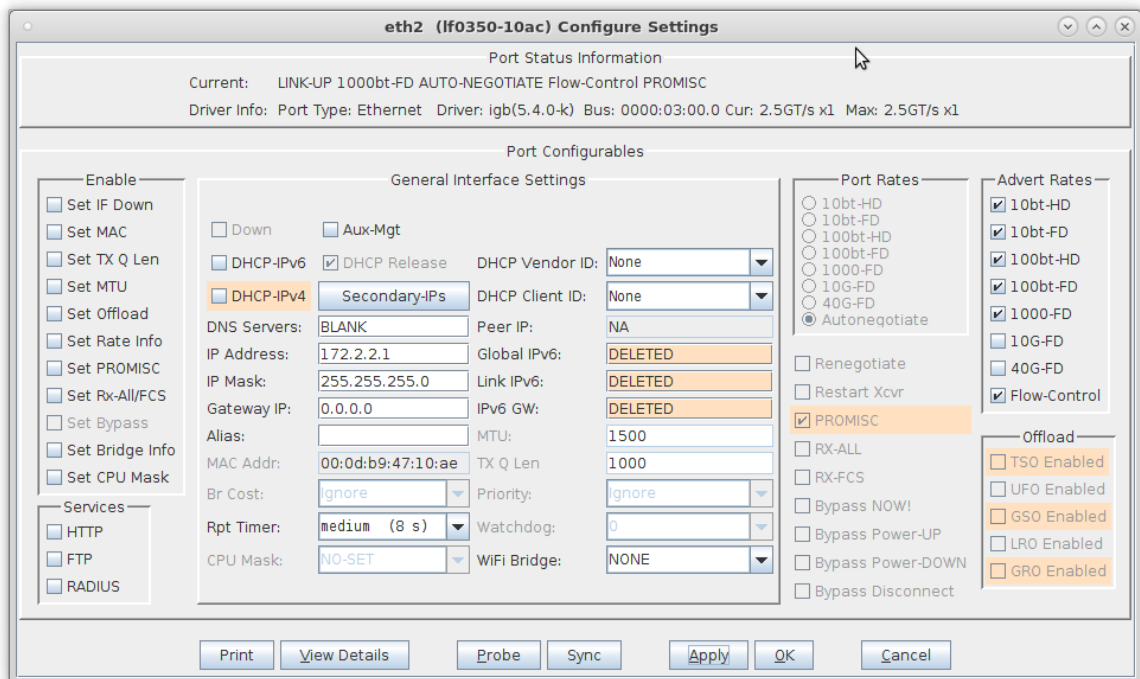 eth2 (lf0350-10ac) Configure Settings
Port Status Information
Current: LINK-UP 1000bt-FD AUTO-NEGOTIATE Flow-Control PROMISC
Driver Info: Port Type: Ethernet Driver: igb(5.4.0-k) Bus: 0000:03:00.0 Cur: 2.5GT/s x1 Max: 2.5GT/s x1
Port Configurables
Enable
Set IF Down
Set MAC
Set TX Q Len
Set MTU
Set Offload
Set Rate Info
Set PROMISC
Set Rx-All/FCS
Set Bypass
Set Bridge Info
Set CPU Mask
Services
HTTP
FTP
RADIUS
General Interface Settings
Down Aux-Mgt
DHCP-IPv6 DHCP Release DHCP Vendor ID: None
DHCP-IPv4 Secondary-IPs DHCP Client ID: None
DNS Servers: BLANK Peer IP: NA
IP Address: 172.2.2.1 Global IPv6: DELETED
IP Mask: 255.255.255.0 Link IPv6: DELETED
Gateway IP: 0.0.0.0 IPv6 GW: DELETED
Alias: MTU: 1500
MAC Addr: 00:0d:b9:47:10:ae TX Q Len 1000
Br Cost: Ignore Priority: Ignore
Rpt Timer: medium (8 s) Watchdog: 0
CPU Mask: NO-SET WiFi Bridge: NONE
Port Rates
10bt-HD
10bt-FD
100bt-HD
100bt-FD
1000-FD
10G-FD
40G-FD
Autonegotiate
Renegotiate
Restart Xcvr
PROMISC
RX-ALL
RX-FCS
Bypass NOW!
Bypass Power-UP
Bypass Power-DOWN
Bypass Disconnect
Advert Rates
10bt-HD
10bt-FD
100bt-HD
100bt-FD
1000-FD
10G-FD
40G-FD
Flow-Control
Offload
TSO Enabled
UFO Enabled
GSO Enabled
LRO Enabled
GRO Enabled
Print View Details Probe Sync Apply OK Cancel